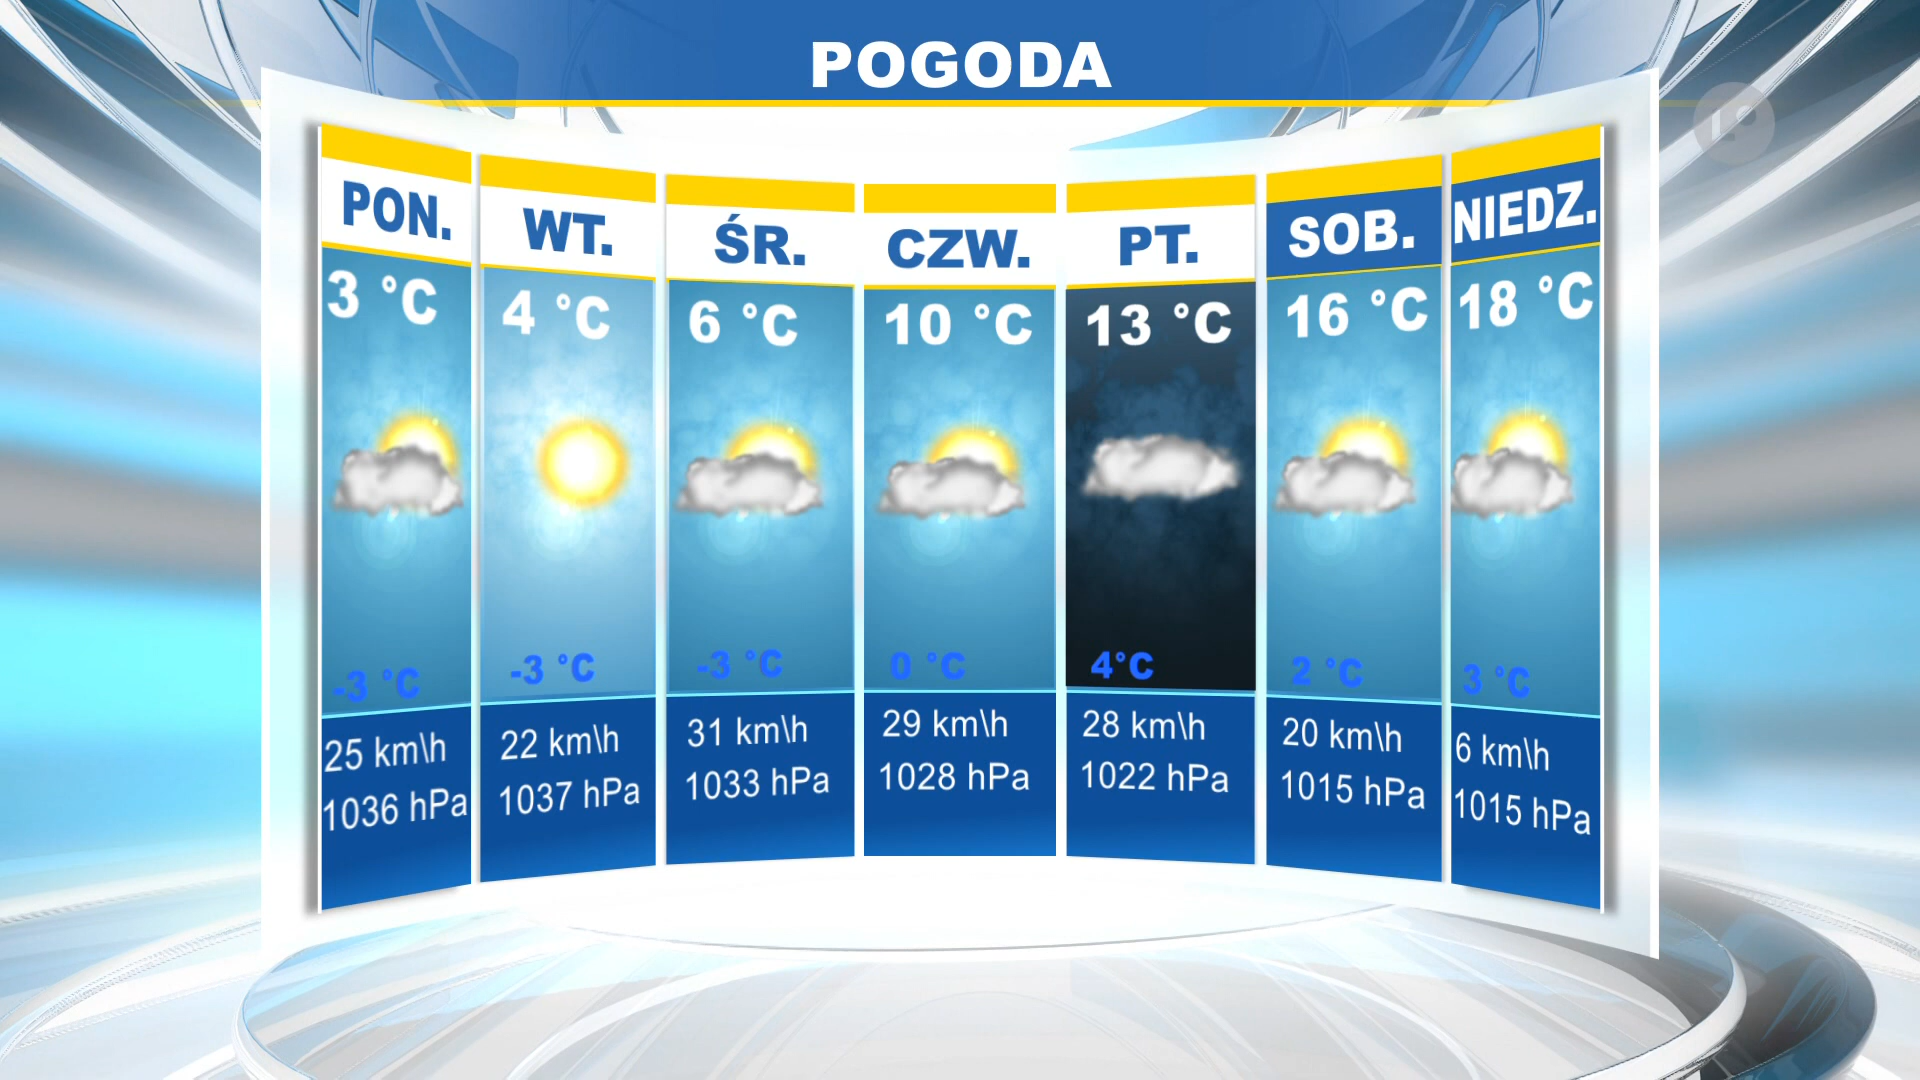 POGODA
PON.
3 °C
-3 °C
25 km\h
1036 hPa
WT.
4 °C
-3 °C
22 km\h
1037 hPa
ŚR.
6 °C
-3 °C
31 km\h
1033 hPa
CZW.
10 °C
0 °C
29 km\h
1028 hPa
PT.
13 °C
4°C
28 km\h
1022 hPa
SOB.
16 °C
2 °C
20 km\h
1015 hPa
NIEDZ.
18 °C
3 °C
6 km\h
1015 hPa